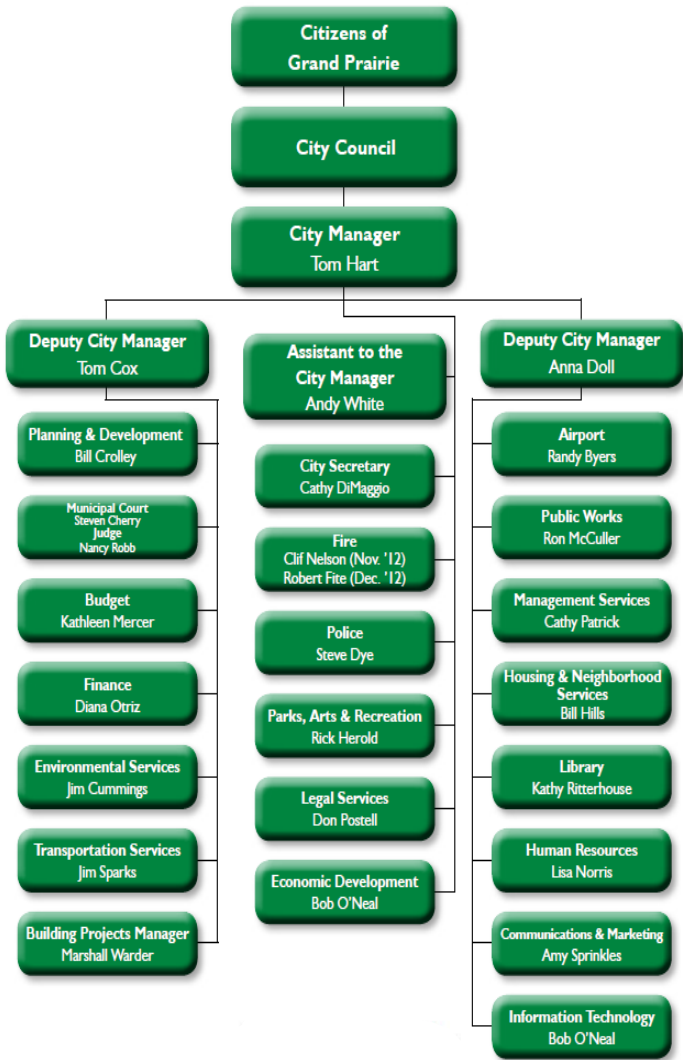 Citizens of
Grand Prairie
City Council
City Manager
Tom Hart
Deputy City Manager
Tom Cox
Planning & Development
Bill Crolley
Municipal Court
Steven Cherry
Judge
Nancy Robb
Budget
Kathleen Mercer
Finance
Diana Otriz
Environmental Services
Jim Cummings
Transportation Services
Jim Sparks
Building Projects Manager
Marshall Warder
Assistant to the
City Manager
Andy White
City Secretary
Cathy DiMaggio
Fire
Clif Nelson (Nov. '12)
Robert Fite (Dec. '12)
Police
Steve Dye
Parks, Arts & Recreation
Rick Herold
Legal Services
Don Postell
Economic Development
Bob O'Neal
Deputy City Manager
Anna Doll
Airport
Randy Byers
Public Works
Ron McCuller
Management Services
Cathy Patrick
Housing & Neighborhood
Services
Bill Hills
Library
Kathy Ritterhouse
Human Resources
Lisa Norris
Communications & Marketing
Amy Sprinkles
Information Technology
Bob O'Neal